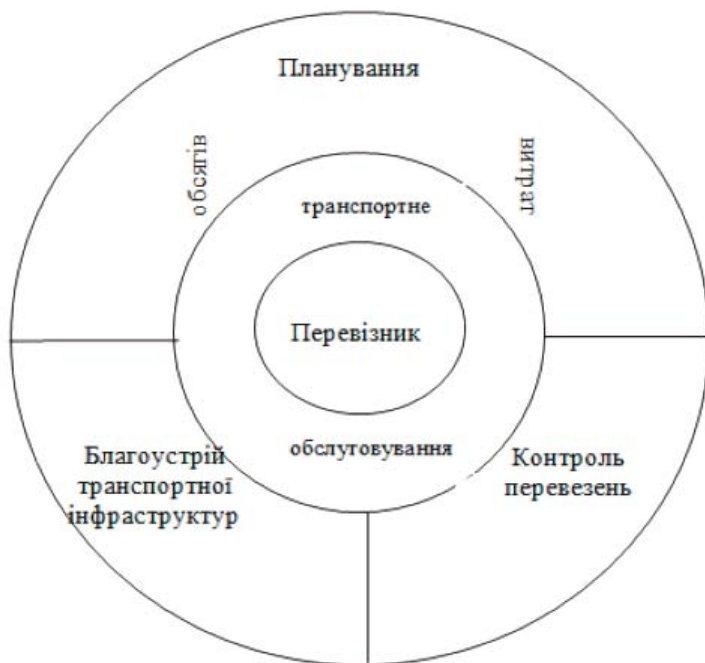 Планування
обсягів
витрат
транспортне
Перевізник
обслуговування
Благоустрій
транспортної
інфраструктур
Контроль
перевезень